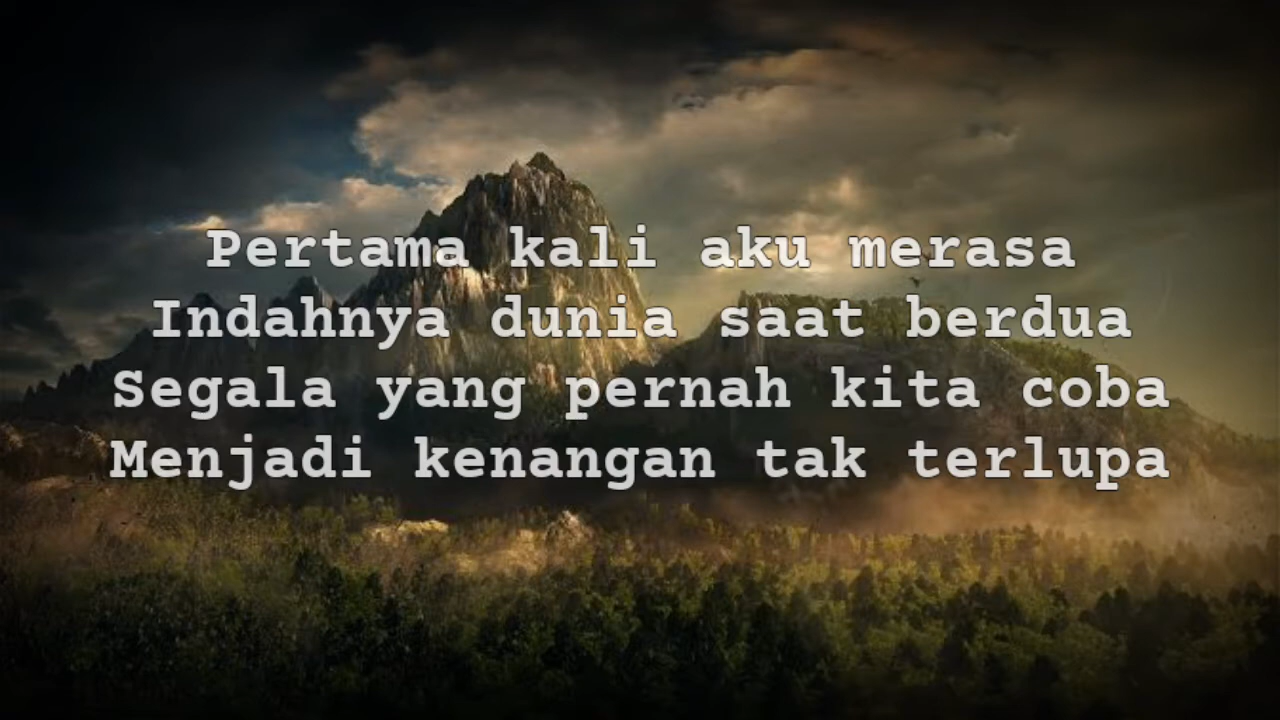 Pertama kali aku merasa
Indahnya dunia saat berdua
Segala yang pernah kita coba
Menjadi kenangan tak terlupa